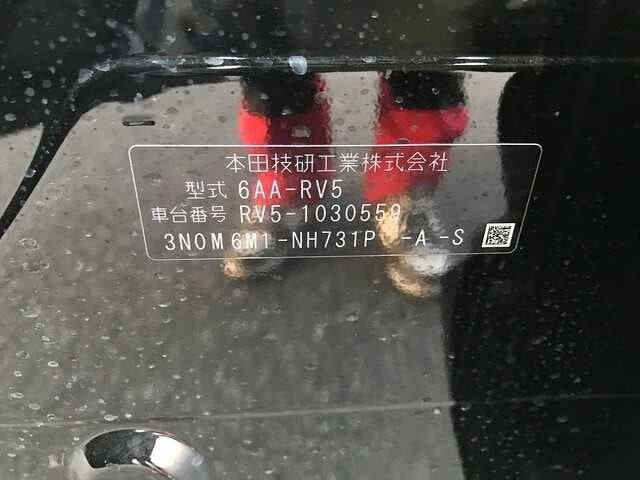 本田技研工業株式会社
型式 6AA-RV5
車台番号 RV5-1030559
3N0M6M1-NH731P -A -S